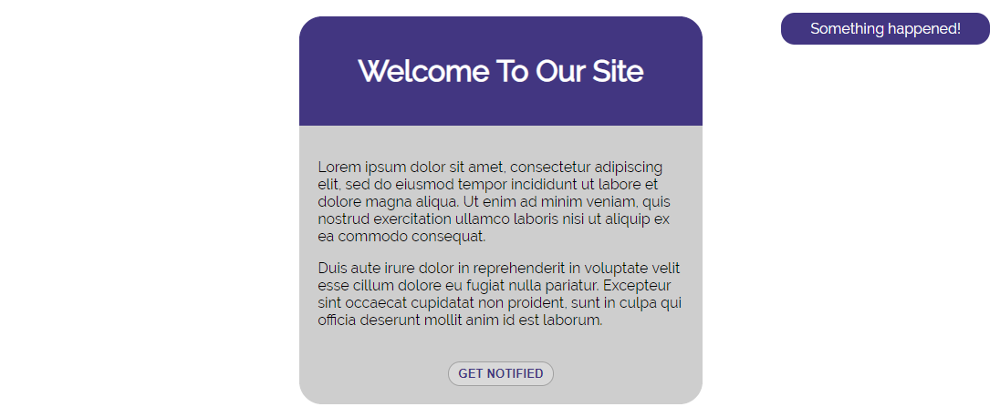 Something happened!
Welcome To Our Site
Lorem ipsum dolor sit amet, consectetur adipiscing
elit, sed do eiusmod tempor incididunt ut labore et
dolore magna aliqua. Ut enim ad minim veniam, quis
nostrud exercitation ullamco laboris nisi ut aliquip ex
ea commodo consequat.
Duis aute irure dolor in reprehenderit in voluptate velit
esse cillum dolore eu fugiat nulla pariatur. Excepteur
sint occaecat cupidatat non proident, sunt in culpa qui
officia deserunt mollit anim id est laborum.
GET NOTIFIED